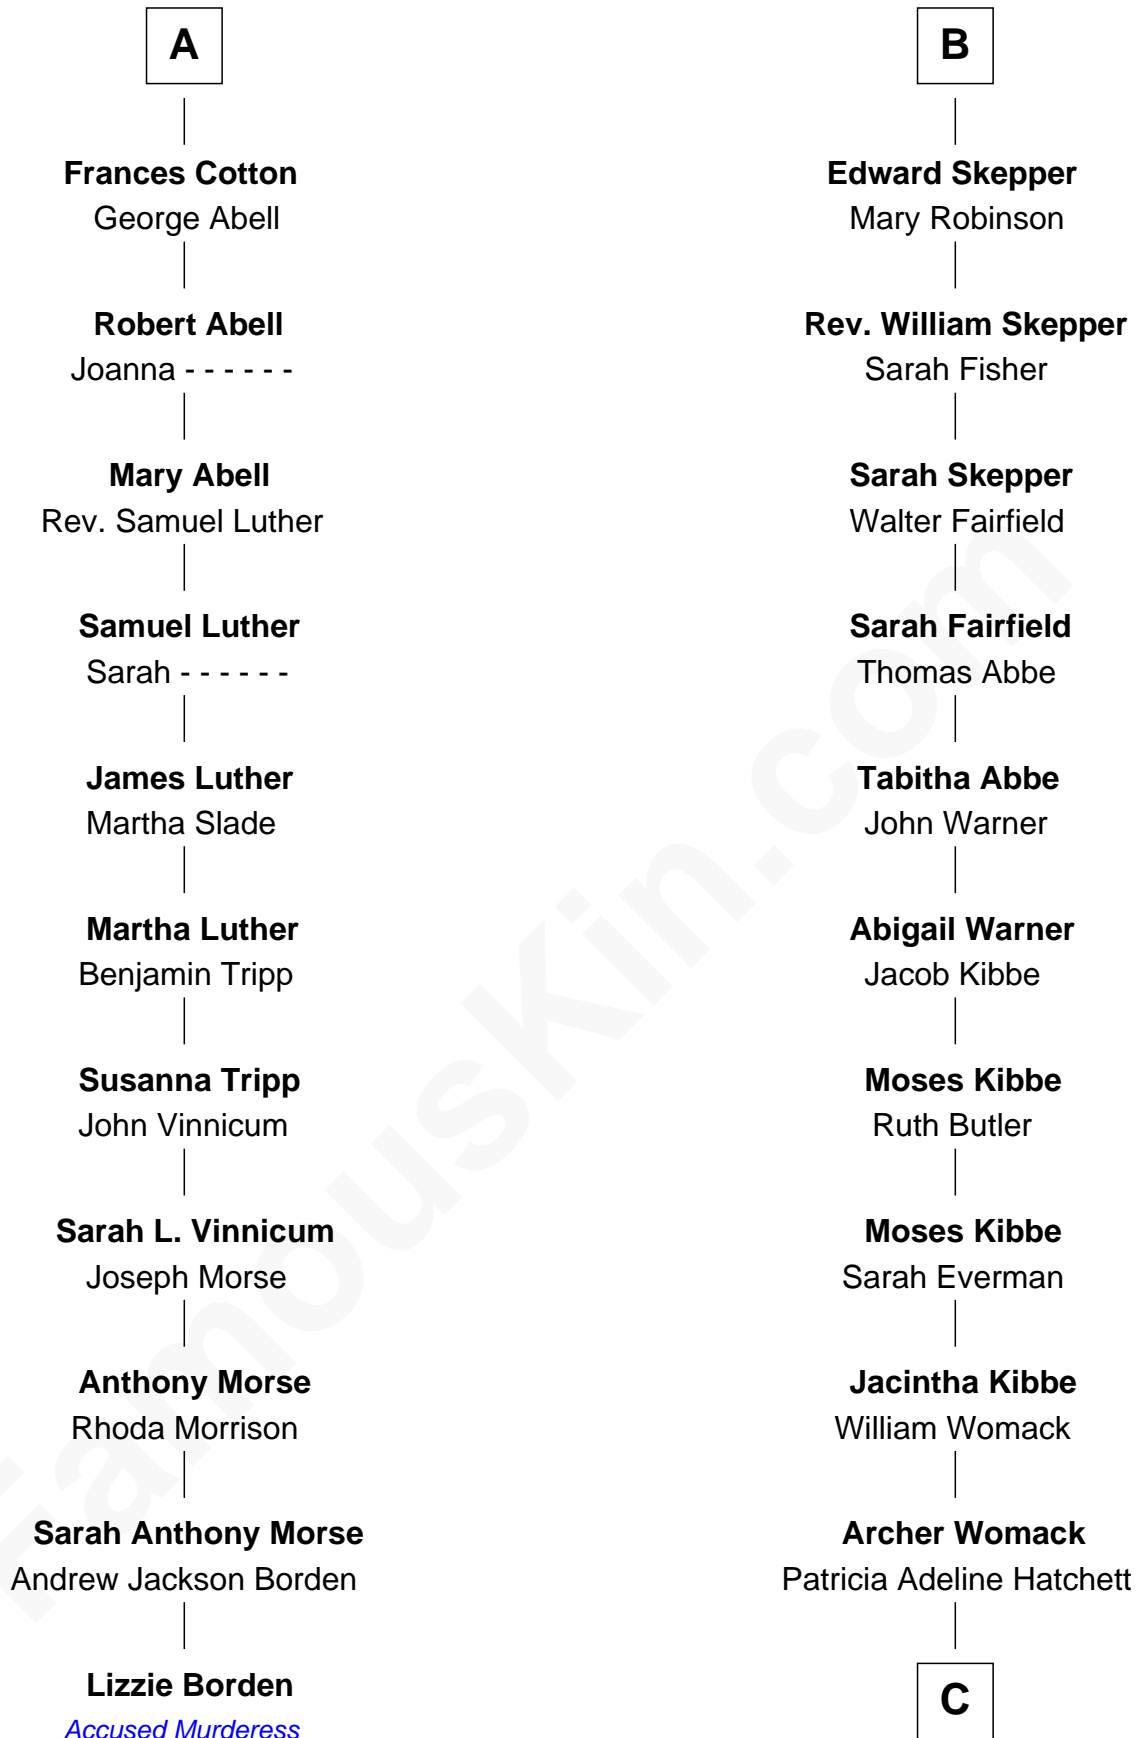 A
Frances Cotton
George Abell
Robert Abell
Joanna - - - - - -
Mary Abell
Rev. Samuel Luther
Samuel Luther
Sarah - - - - - -
James Luther
Martha Slade
Martha Luther
Benjamin Tripp
Susanna Tripp
John Vinnicum
Sarah L. Vinnicum
Joseph Morse
Anthony Morse
Rhoda Morrison
Sarah Anthony Morse
Andrew Jackson Borden
Lizzie Borden
Accused Murderess
B
Edward Skepper
Mary Robinson
Rev. William Skepper
Sarah Fisher
Sarah Skepper
Walter Fairfield
Sarah Fairfield
Thomas Abbe
Tabitha Abbe
John Warner
Abigail Warner
Jacob Kibbe
Moses Kibbe
Ruth Butler
Moses Kibbe
Sarah Everman
Jacintha Kibbe
William Womack
Archer Womack
Patricia Adeline Hatchett
C
FamousKin.com